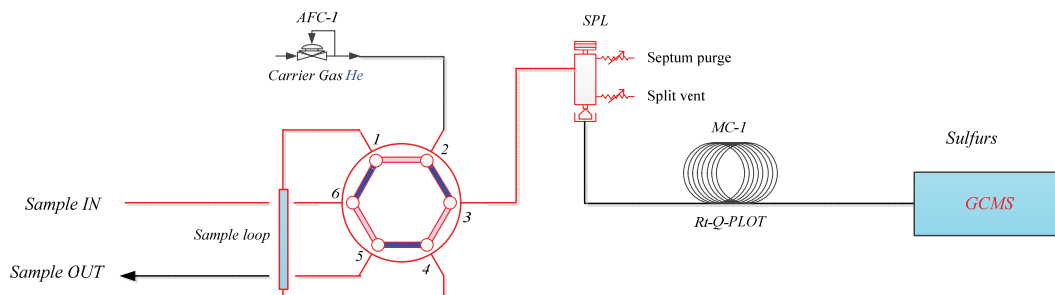 AFC-1
SPL
Septum purge
Carrier Gas He
Split vent
1
2
MC-1
Sulfurs
Sample IN
6
3
GCMS
Rt-Q-PLOT
Sample loop
5
4
Sample OUT